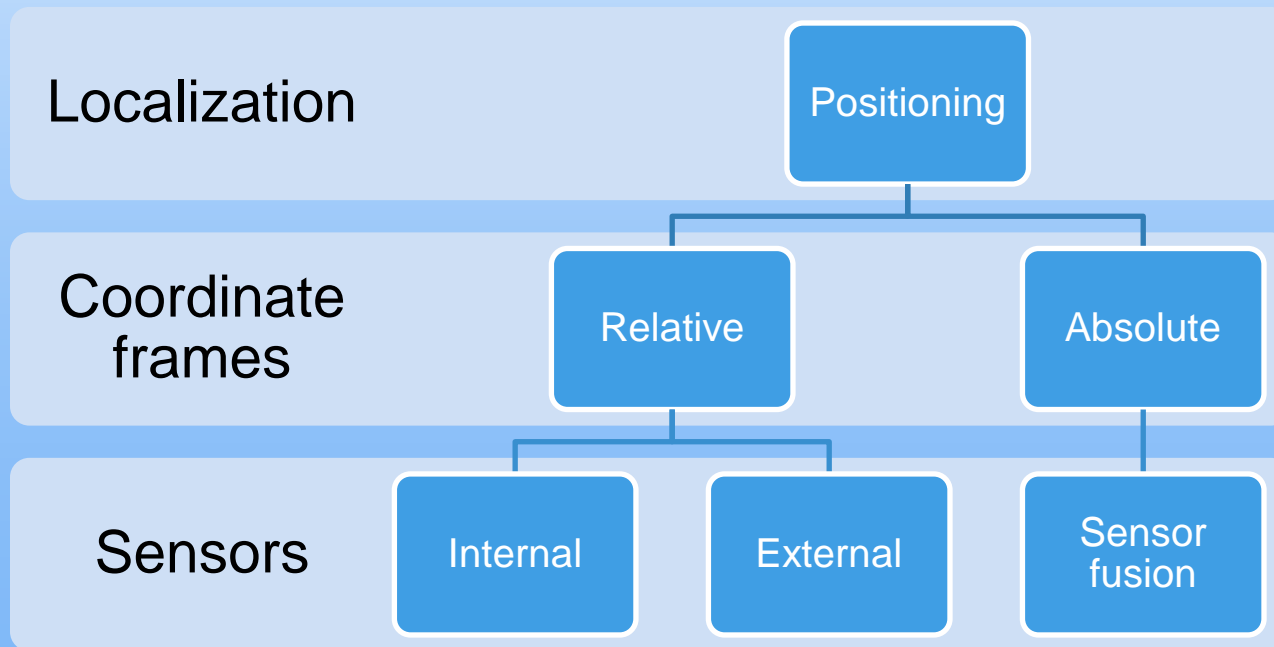 Localization
Positioning
Coordinate
frames
Relative
Absolute
Sensors
Internal
External
Sensor
fusion